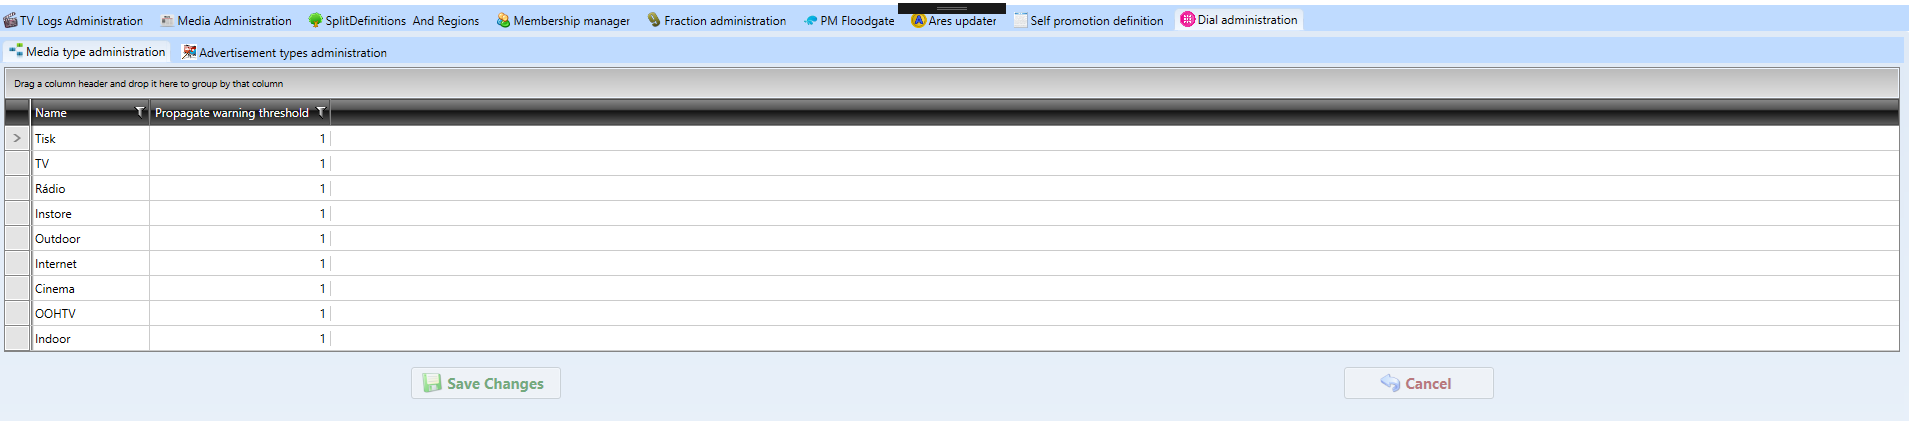 TV Logs Administration Media Administration SplitDefinitions And Regions Membership manager Fraction administration PM Floodgate Ares updater Self promotion definition Dial administration
Media type administration Advertisement types administration
Drag a column header and drop it here to group by that column
Name Propagate warning threshold
Tisk 1
TV 1
Rádio 1
Instore 1
Outdoor 1
Internet 1
Cinema 1
OOHTV 1
Indoor 1
Save Changes Cancel